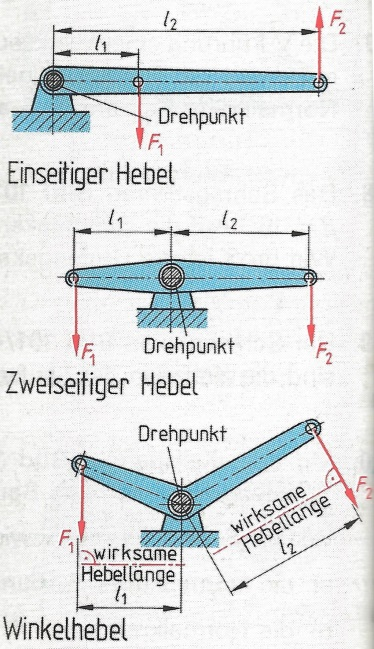 l₂
l₁
F₂
Drehpunkt
F₁
Einseitiger Hebel
l₁
l₂
F₁
Drehpunkt
F₂
Zweiseitiger Hebel
Drehpunkt
F₁
wirksame
Hebellänge
l₁
wirksame
Hebellänge
l₂
F₂
Winkelhebel